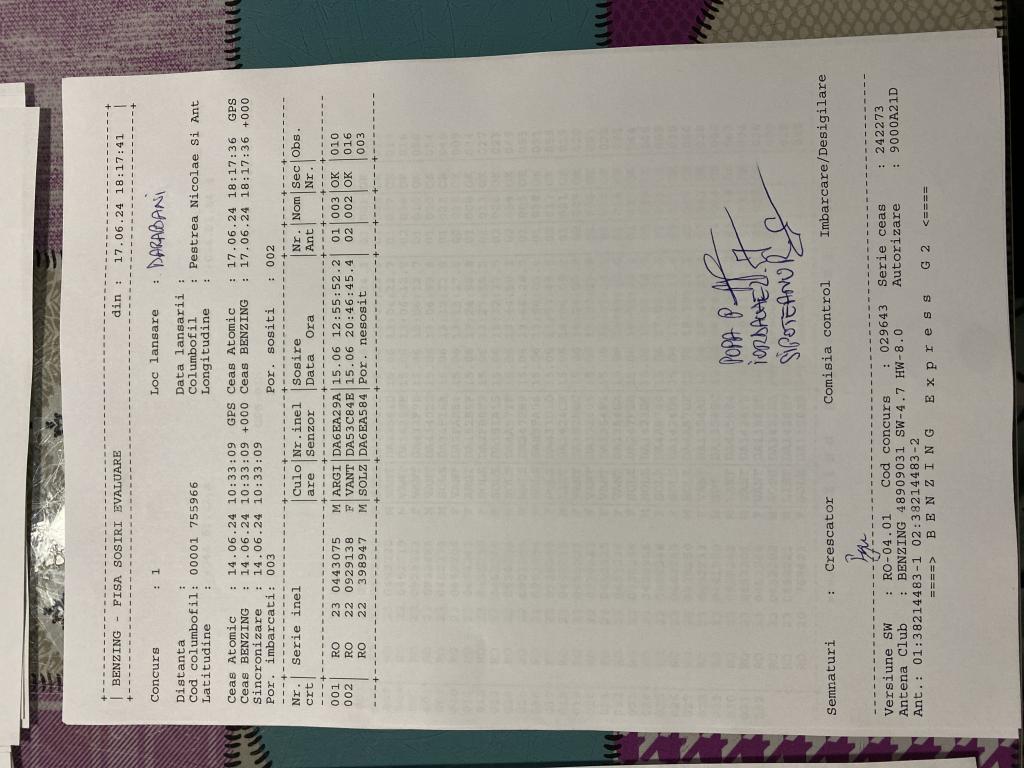 BENZING - FISA SOSIRI EVALUARE din : 17.06.24 18:17:41
Concurs : 1 Loc lansare : DARABANI
Distanta : Data lansarii :
Cod columbofil: 00001 755966 Columbofil : Pestrea Nicolae Si Ant
Latitudine : Longitudine :
Ceas Atomic : 14.06.24 10:33:09 GPS Ceas Atomic : 17.06.24 18:17:36 GPS
Ceas BENZING : 14.06.24 10:33:09 +000 Ceas BENZING : 17.06.24 18:17:36 +000
Sincronizare : 14.06.24 10:33:09
Por. imbarcati: 003 Por. sositi : 002
Nr. | Serie inel | Culo | Nr.inel | Sosire | Nr. | Nom | Sec | Obs.
crt | are | Senzor | Data Ora | Ant | Nr. |
001 | RO 23 0443075 M | ARGI | DA6EA29A | 15.06 12:55:52.2 | 01 | 003 | OK | 010
002 | RO 22 0929138 F | VANT | DA53C84E | 15.06 20:46:45.4 | 02 | 002 | OK | 016
| RO 22 398947 M | SOLZ | DA6EA584 | Por. nesosit | 003
POPA P
IORDACHE
SIPOTEANU
Semnaturi : Crescator Comisia control Imbarcare/Desigilare
Versiune SW : RO-04.01 Cod concurs : 029643 Serie ceas : 242273
Antena Club : BENZING 48909031 SW-4.7 HW-8.0 Autorizare : 9000A21D
Ant.: 01:38214483-1 02:38214483-2
====> B E N Z I N G E x p r e s s G 2 <====